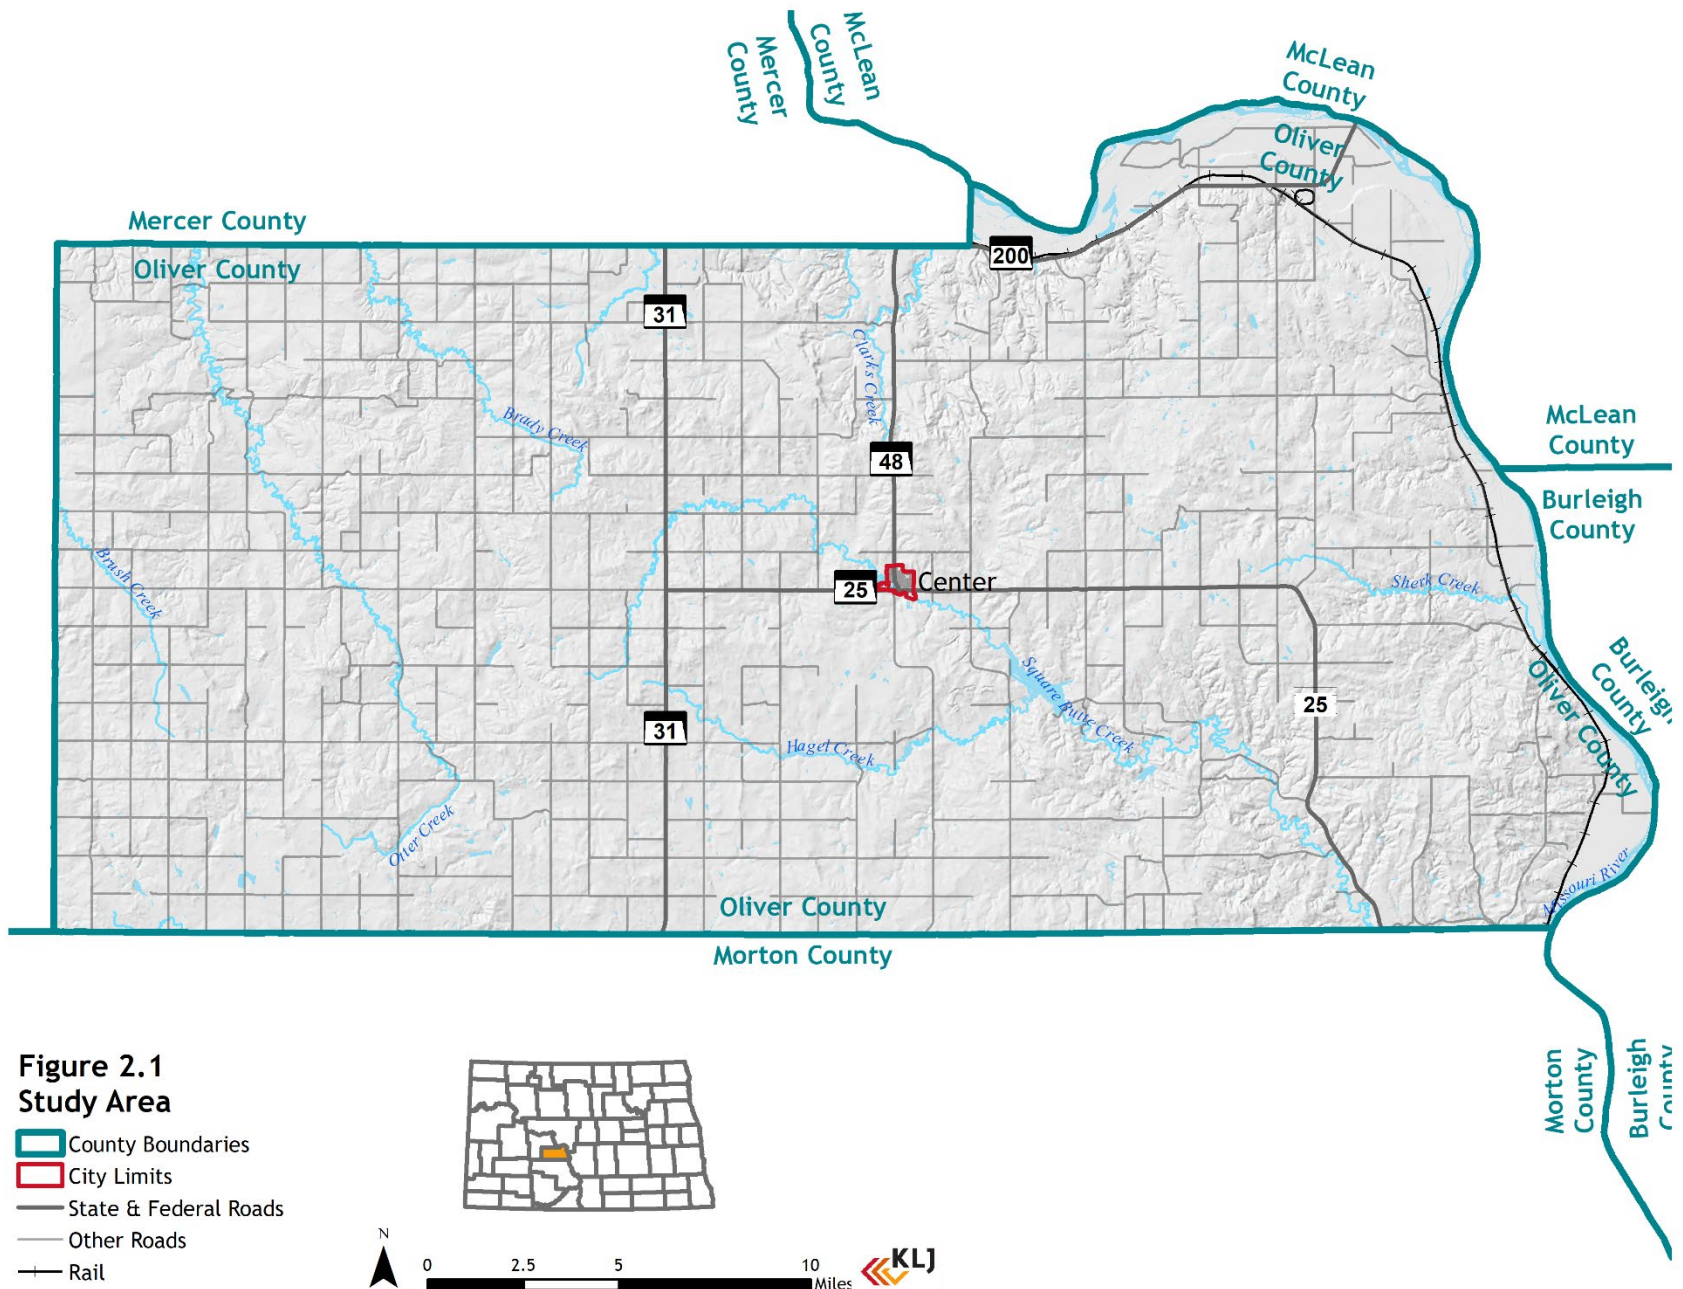 McLean
County
Mercer
County
McLean
County
Oliver
County
Mercer County
Oliver County
200
31
Clarks Creek
Brady Creek
48
McLean
County
Burleigh
County
Brush Creek
25
Center
Sherk Creek
Burleigh
County
Oliver County
Square Butte Creek
25
31
Hagel Creek
Otter Creek
Missouri River
Oliver County
Morton County
Morton
County
Burleigh
County
Figure 2.1
Study Area
County Boundaries
City Limits
State & Federal Roads
Other Roads
Rail
N
0 2.5 5 10
Miles
KLJ